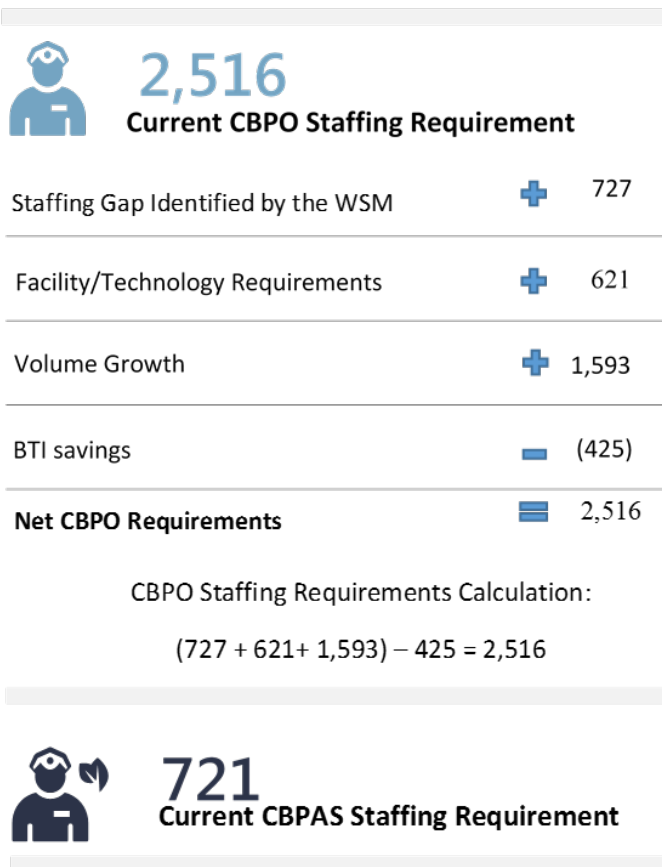 2,516
Current CBPO Staffing Requirement
Staffing Gap Identified by the WSM 727
Facility/Technology Requirements 621
Volume Growth 1,593
BTI savings (425)
Net CBPO Requirements 2,516
CBPO Staffing Requirements Calculation:
(727 + 621+ 1,593) – 425 = 2,516
721
Current CBPAS Staffing Requirement